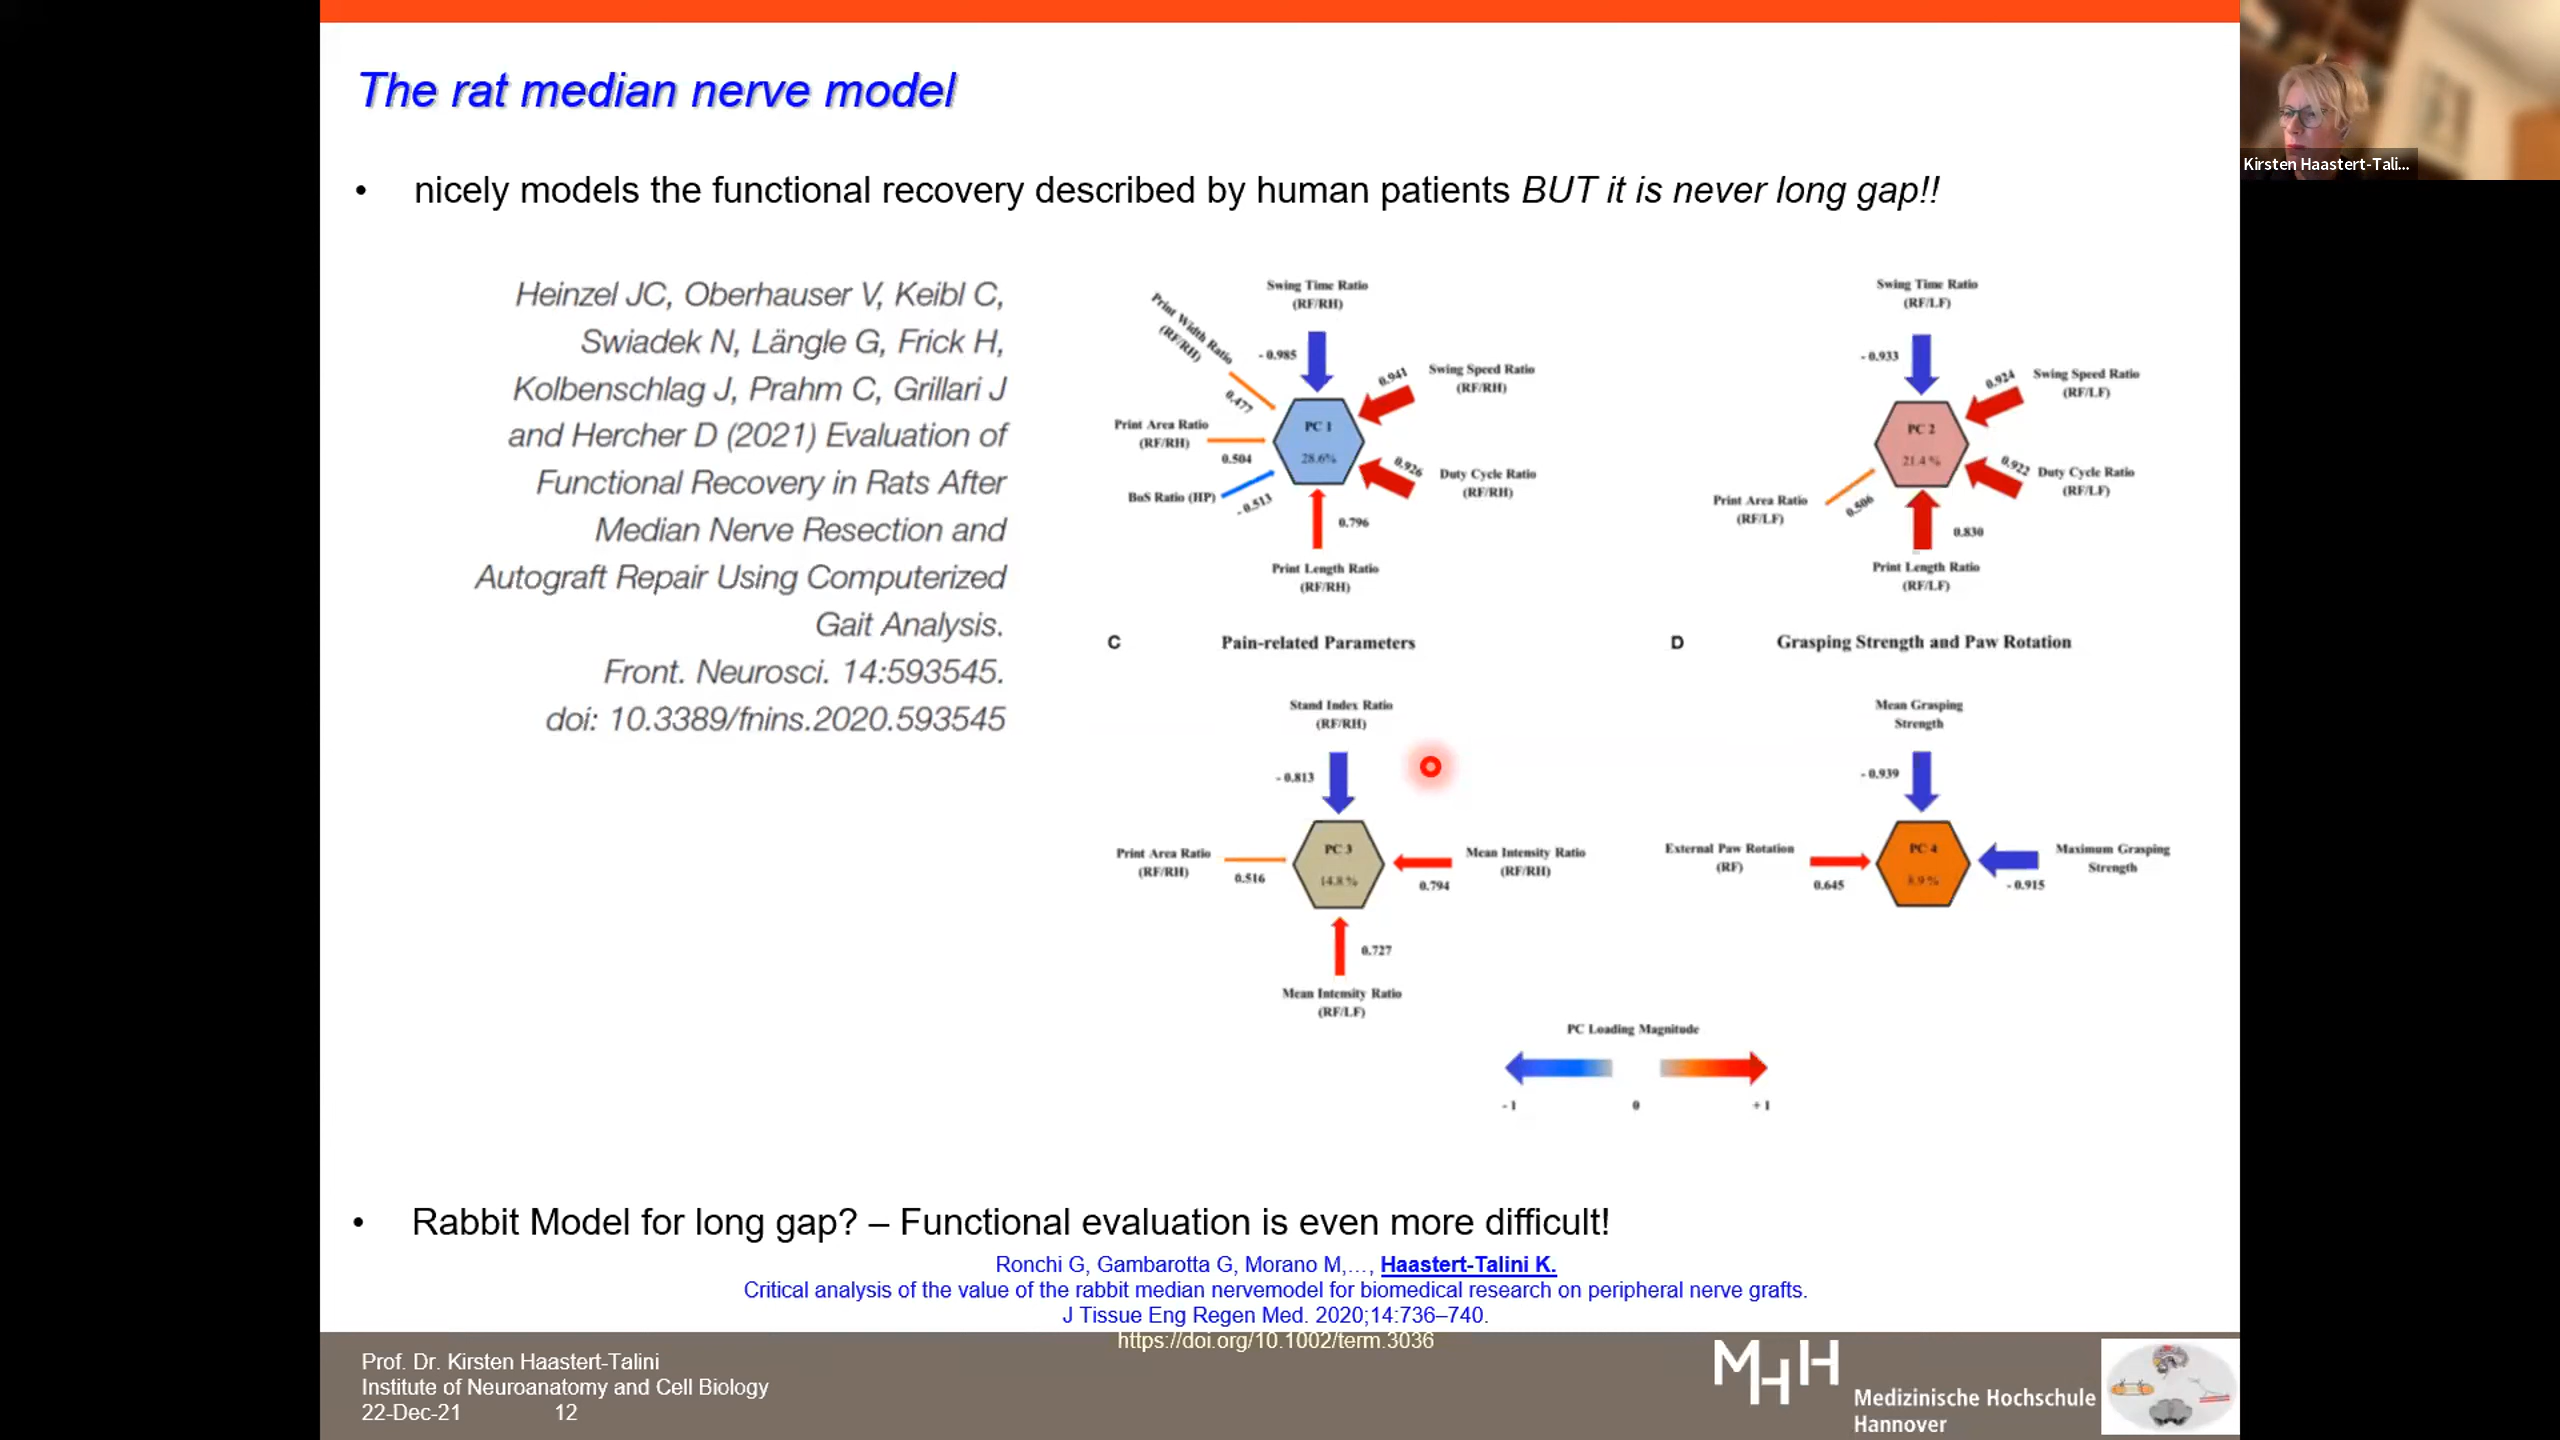 The rat median nerve model
• nicely models the functional recovery described by human patients BUT it is never long gap!!
Heinzel JC, Oberhauser V, Keibl C,
Swiadek N, Längle G, Frick H,
Kolbenschlag J, Prahm C, Grillari J
and Hercher D (2021) Evaluation of
Functional Recovery in Rats After
Median Nerve Resection and
Autograft Repair Using Computerized
Gait Analysis.
Front. Neurosci. 14:593545.
doi: 10.3389/fnins.2020.593545
Swing Time Ratio
(RF/RH)
- 0.985
Print Width Ratio
(RF/RH)
0.477
Swing Speed Ratio
(RF/RH)
0.941
Print Area Ratio
(RF/RH)
0.504
PC 1
28.6%
BoS Ratio (HP)
- 0.513
0.926
Duty Cycle Ratio
(RF/RH)
0.796
Print Length Ratio
(RF/RH)
Swing Time Ratio
(RF/LF)
- 0.933
0.924
Swing Speed Ratio
(RF/LF)
PC 2
21.4 %
0.922
Duty Cycle Ratio
(RF/LF)
Print Area Ratio
(RF/LF)
0.506
0.830
Print Length Ratio
(RF/LF)
C Pain-related Parameters
Stand Index Ratio
(RF/RH)
- 0.813
Print Area Ratio
(RF/RH)
0.516
PC 3
14.8 %
Mean Intensity Ratio
(RF/RH)
0.794
0.727
Mean Intensity Ratio
(RF/LF)
D Grasping Strength and Paw Rotation
Mean Grasping
Strength
- 0.939
External Paw Rotation
(RF)
0.645
PC 4
8.9 %
Maximum Grasping
Strength
- 0.915
PC Loading Magnitude
- 1 0 + 1
• Rabbit Model for long gap? – Functional evaluation is even more difficult!
Ronchi G, Gambarotta G, Morano M,…, Haastert-Talini K.
Critical analysis of the value of the rabbit median nervemodel for biomedical research on peripheral nerve grafts.
J Tissue Eng Regen Med. 2020;14:736–740.
https://doi.org/10.1002/term.3036
Prof. Dr. Kirsten Haastert-Talini
Institute of Neuroanatomy and Cell Biology
22-Dec-21 12
MHH
Medizinische Hochschule
Hannover
Kirsten Haastert-Tali...